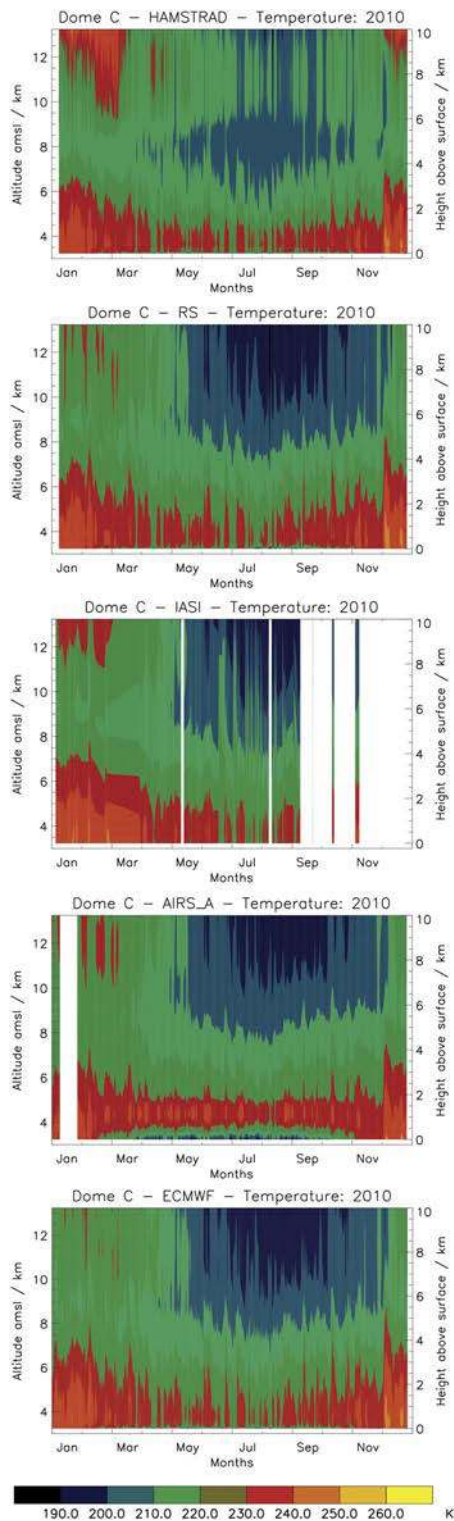 Dome C - HAMSTRAD - Temperature: 2010
Altitude amsl / km
12
10
8
6
4
10
8
6
4
2
0
Height above surface / km
Jan Mar May Jul Sep Nov
Months
Dome C - RS - Temperature: 2010
Altitude amsl / km
12
10
8
6
4
10
8
6
4
2
0
Height above surface / km
Jan Mar May Jul Sep Nov
Months
Dome C - IASI - Temperature: 2010
Altitude amsl / km
12
10
8
6
4
10
8
6
4
2
0
Height above surface / km
Jan Mar May Jul Sep Nov
Months
Dome C - AIRS_A - Temperature: 2010
Altitude amsl / km
12
10
8
6
4
10
8
6
4
2
0
Height above surface / km
Jan Mar May Jul Sep Nov
Months
Dome C - ECMWF - Temperature: 2010
Altitude amsl / km
12
10
8
6
4
10
8
6
4
2
0
Height above surface / km
Jan Mar May Jul Sep Nov
Months
190.0 200.0 210.0 220.0 230.0 240.0 250.0 260.0 K